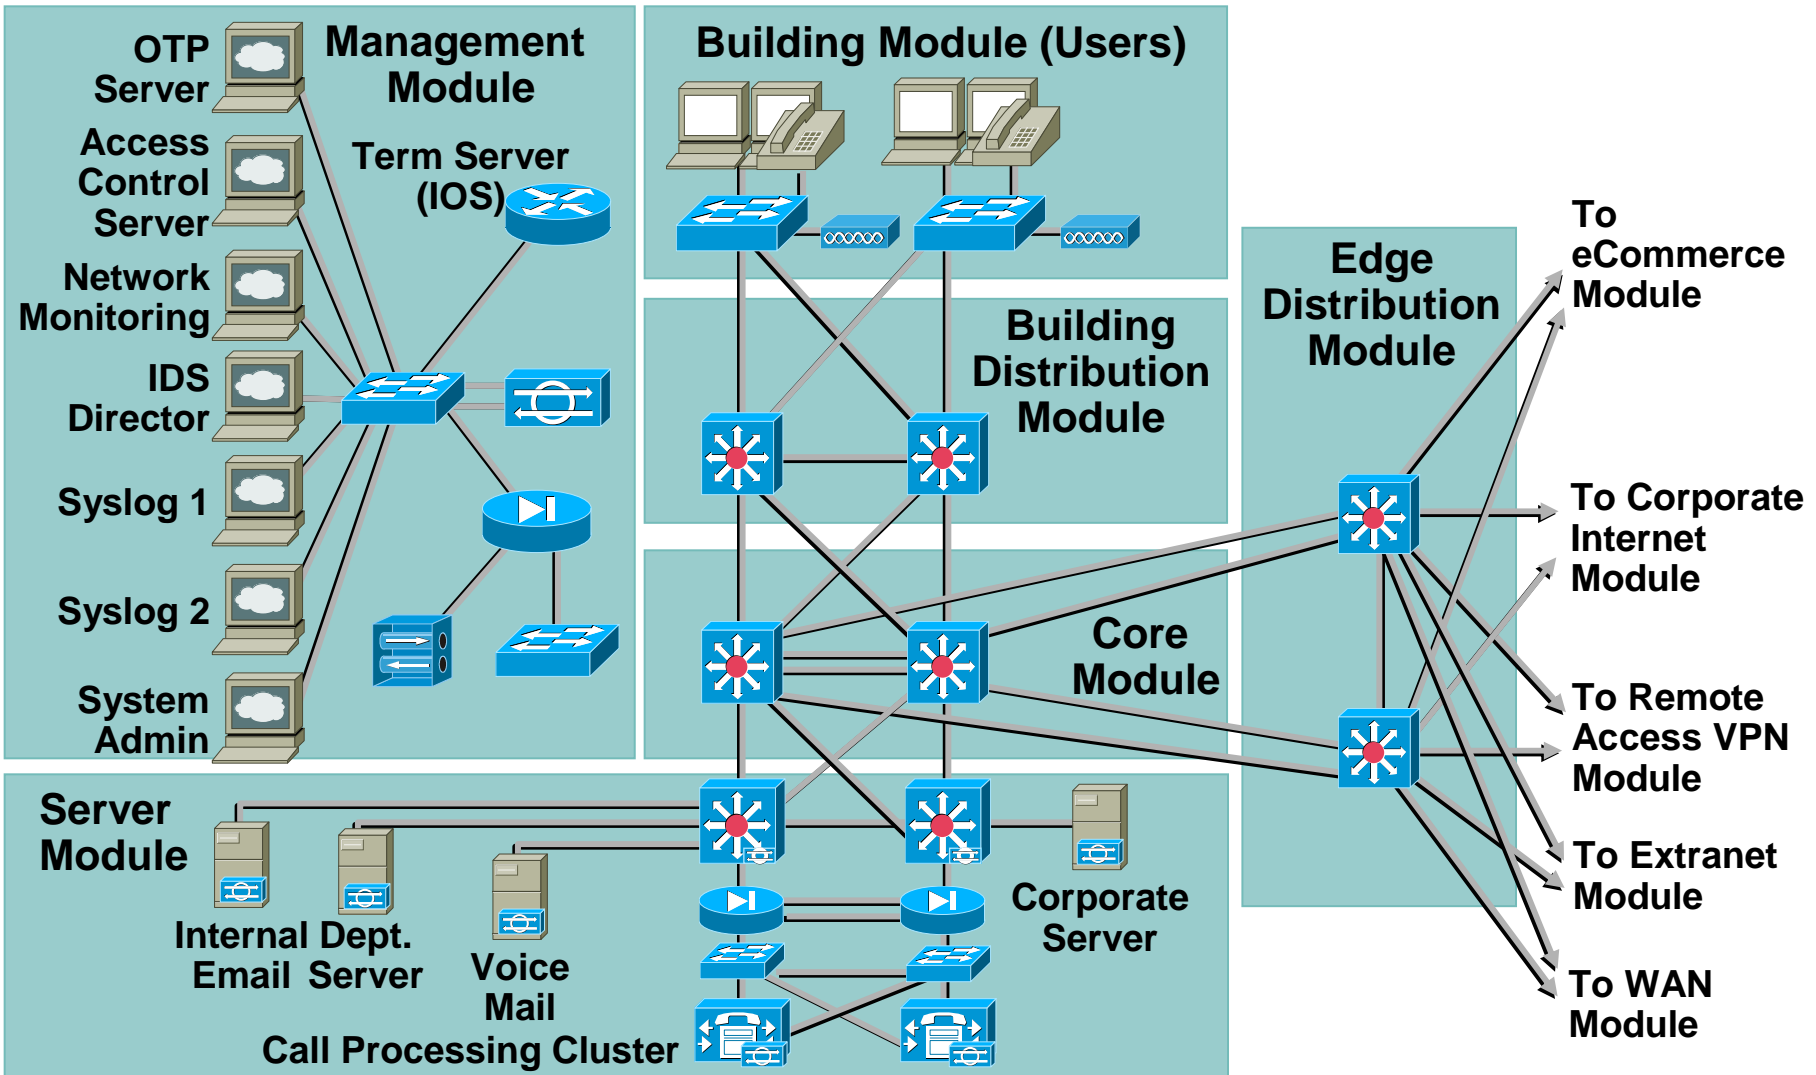 OTP
Server
Management
Module
Access
Control
Server
Term Server
(IOS)
Network
Monitoring
IDS
Director
Syslog 1
Syslog 2
System
Admin
Building Module (Users)
Building
Distribution
Module
Core
Module
Edge
Distribution
Module
To
eCommerce
Module
To Corporate
Internet
Module
To Remote
Access VPN
Module
To Extranet
Module
To WAN
Module
Server
Module
Internal
Email
Dept.
Server
Voice
Mail
Corporate
Server
Call Processing Cluster